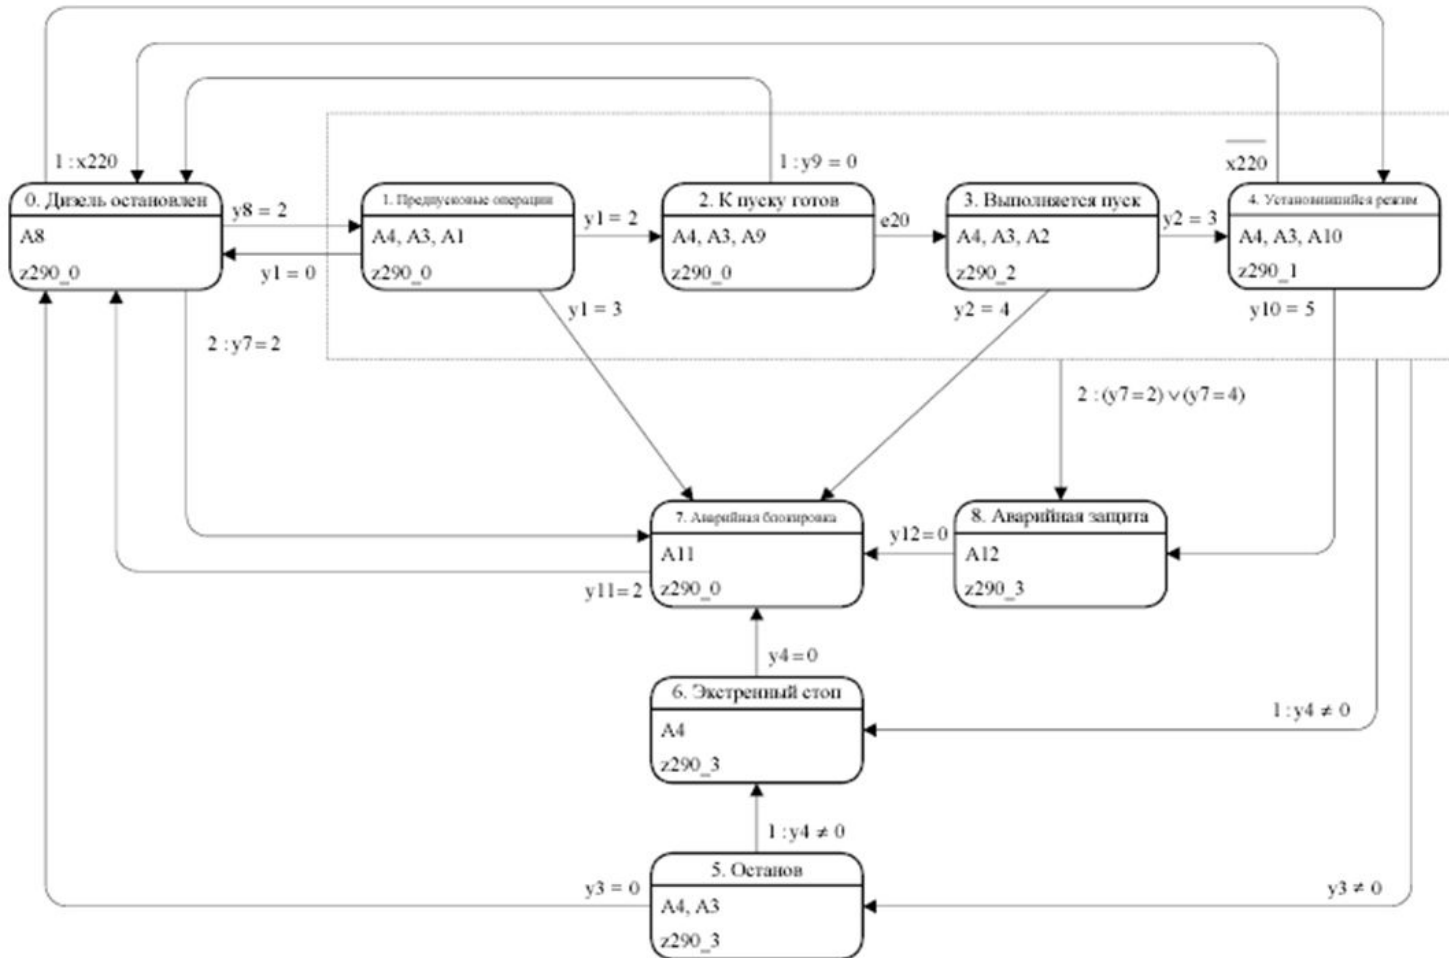 1 : x220
1 : y9 = 0
x220
0. Дизель остановлен
A8
z290_0
y8 = 2
y1 = 0
1. Предпусковые операции
A4, A3, A1
z290_0
y1 = 2
2. К пуску готов
A4, A3, A9
z290_0
e20
3. Выполняется пуск
A4, A3, A2
z290_2
y2 = 3
4. Установившийся режим
A4, A3, A10
z290_1
2 : y7 = 2
y1 = 3
y2 = 4
y10 = 5
2 : (y7 = 2) ∨ (y7 = 4)
7. Аварийная блокировка
A11
z290_0
y11 = 2
y12 = 0
8. Аварийная защита
A12
z290_3
y4 = 0
6. Экстренный стоп
A4
z290_3
1 : y4 ≠ 0
1 : y4 ≠ 0
5. Останов
A4, A3
z290_3
y3 = 0
y3 ≠ 0